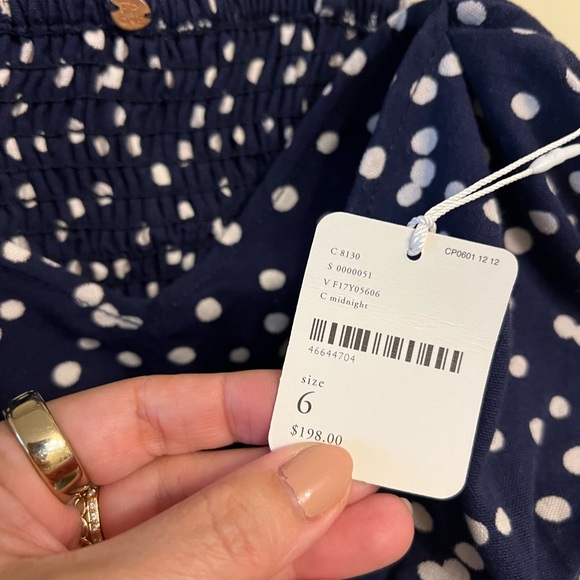 C 8130
CP0601 12 12
S 0000051
V F17Y05606
C midnight
46644704
size
6
$198.00